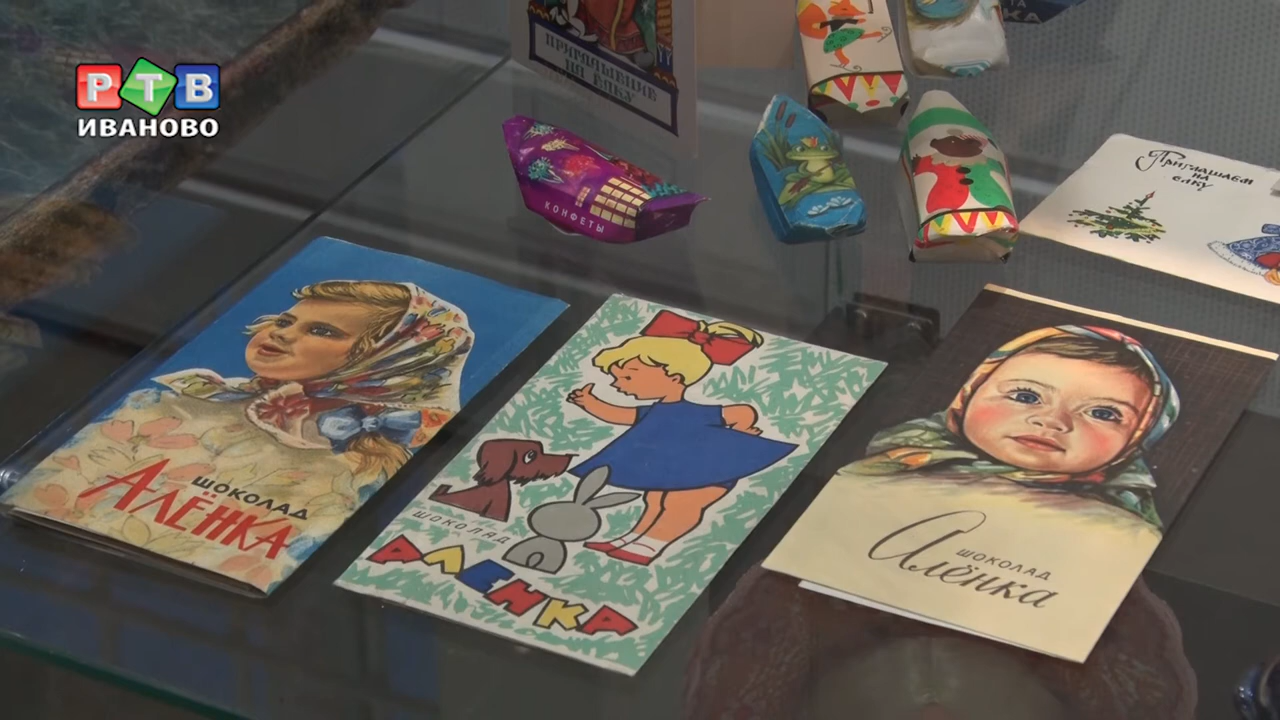 РТВ
ИВАНОВО
ПРИГЛАШЕНИЕ
НА ЕЛКУ
КОНФЕТЫ
Приглашаем
на
елку
ШОКОЛАД
АЛЁНКА
ШОКОЛАД
АЛЕНКА
ШОКОЛАД
Алёнка